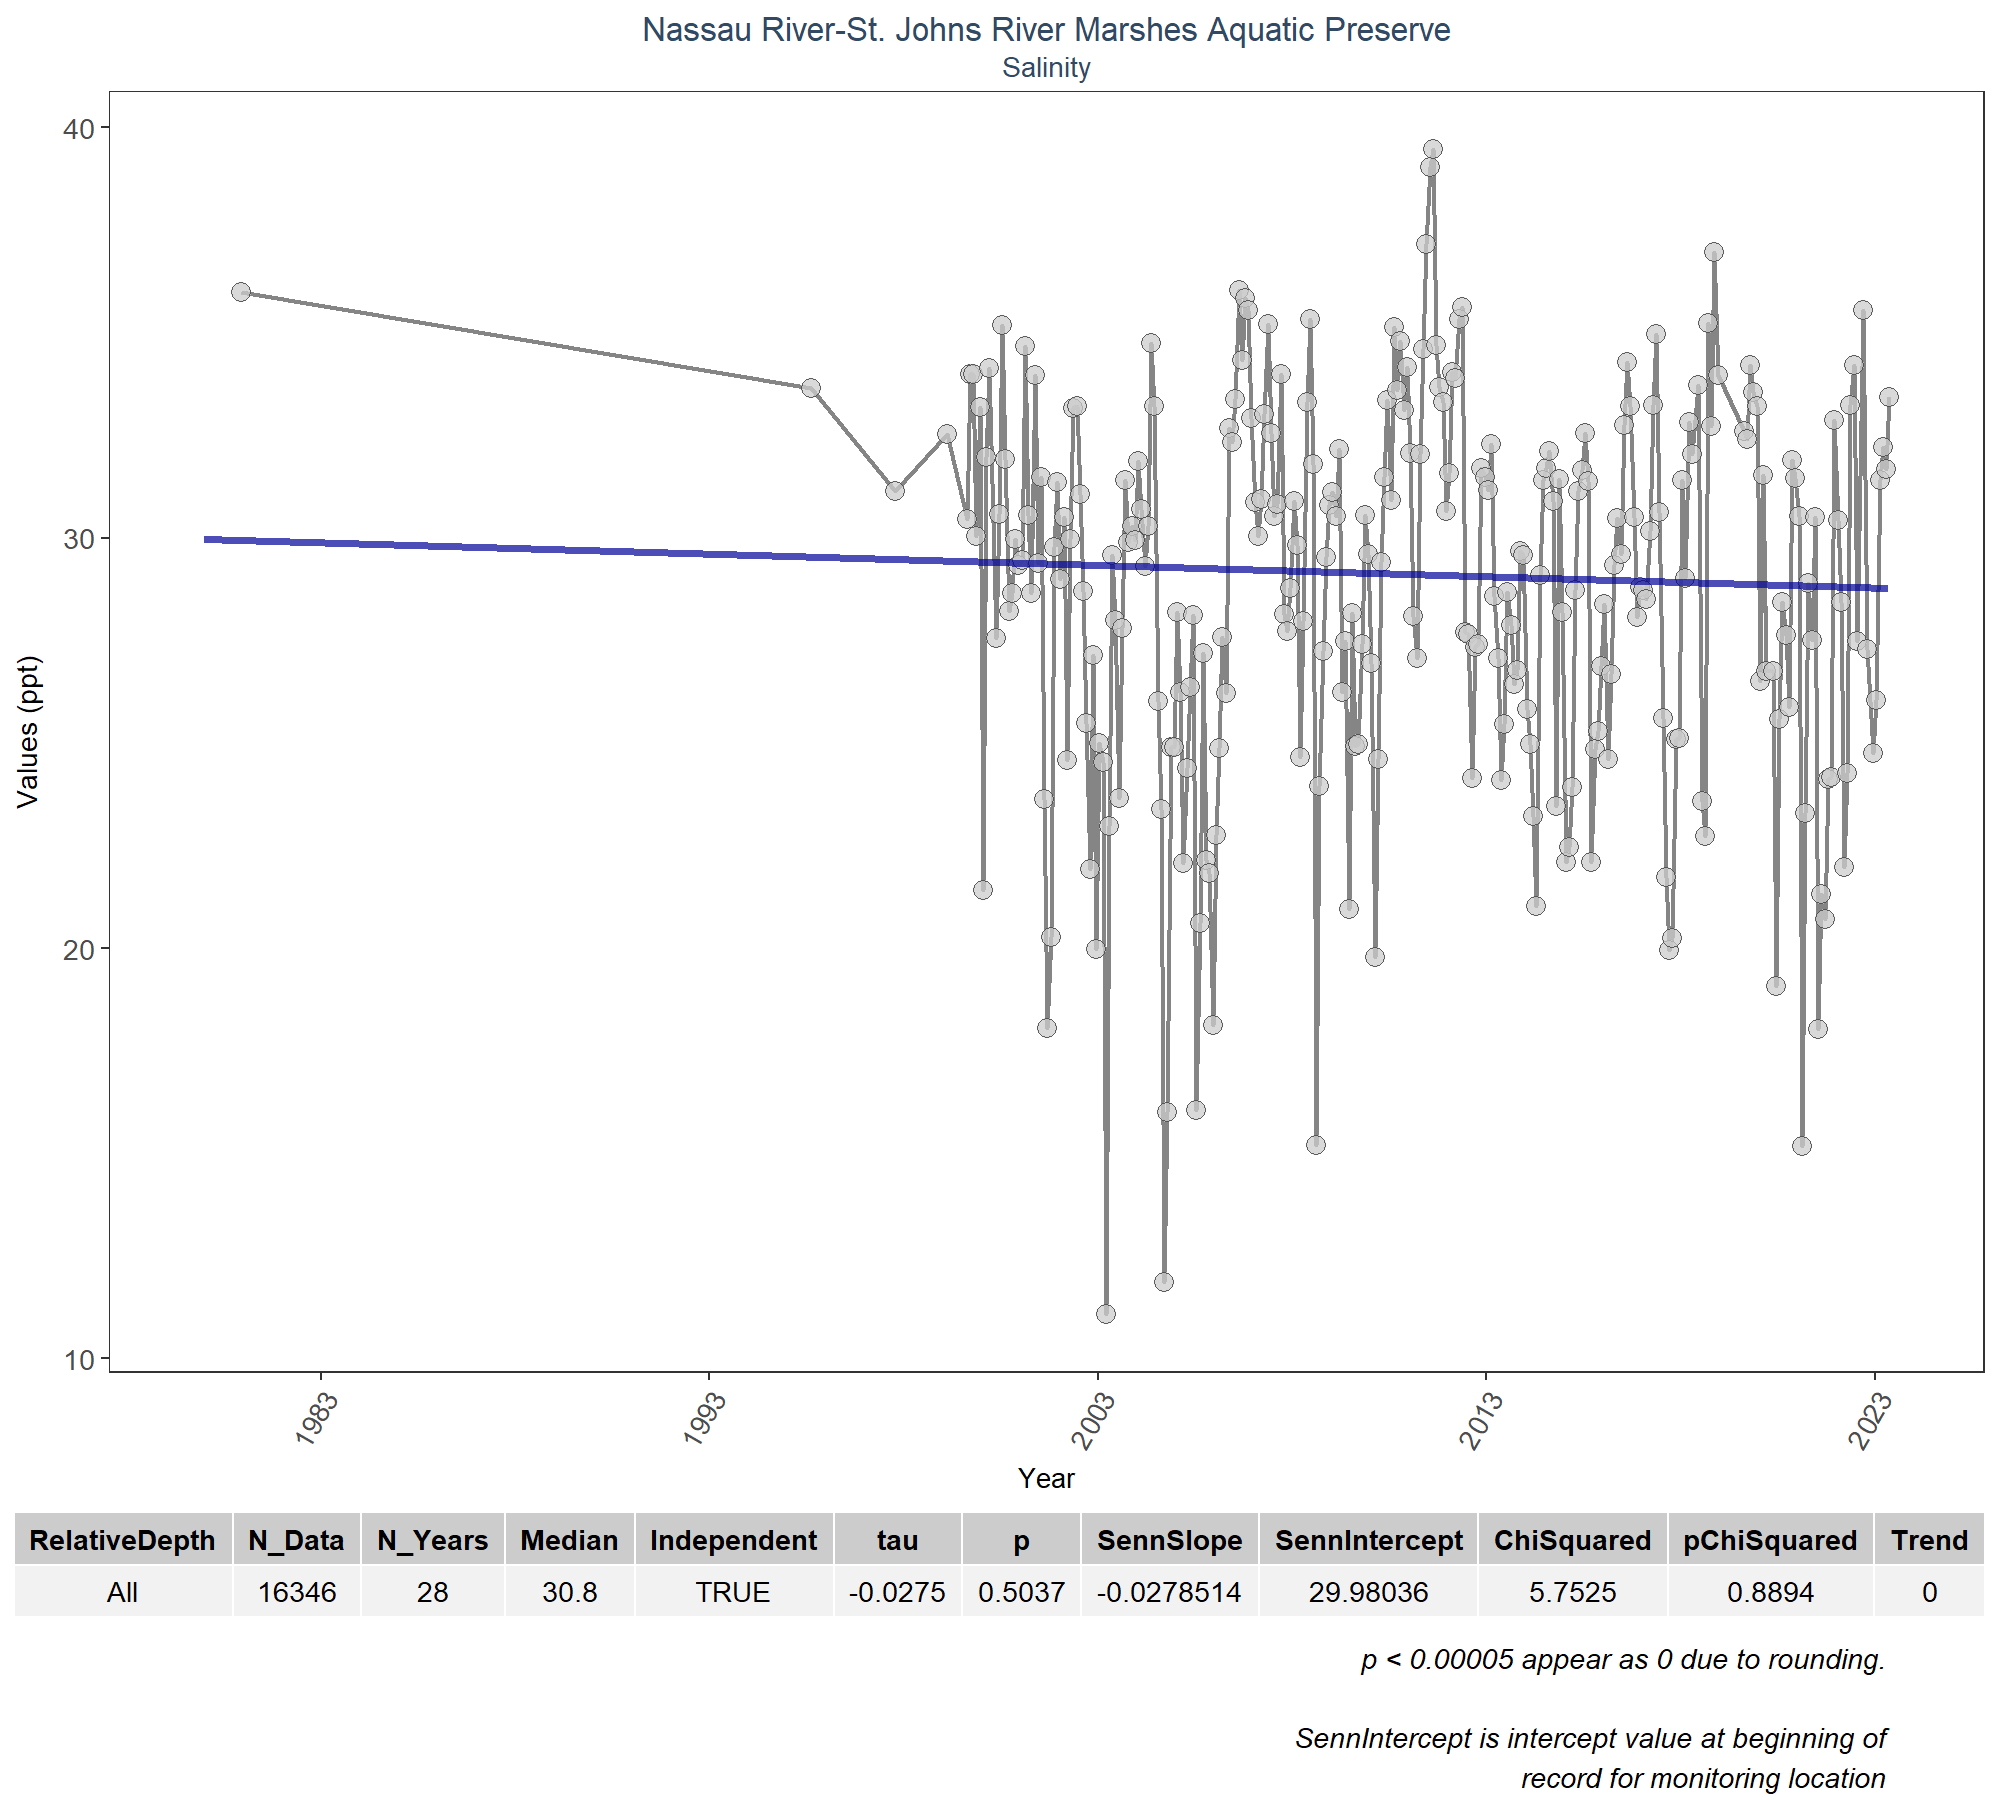 Nassau River-St. Johns River Marshes Aquatic Preserve
Salinity
40
30
20
10
Values (ppt)
1983
1993
2003
2013
2023
Year
RelativeDepth N_Data N_Years Median Independent tau p SennSlope SennIntercept ChiSquared pChiSquared Trend
All 16346 28 30.8 TRUE -0.0275 0.5037 -0.0278514 29.98036 5.7525 0.8894 0
p < 0.00005 appear as 0 due to rounding.
SennIntercept is intercept value at beginning of
record for monitoring location